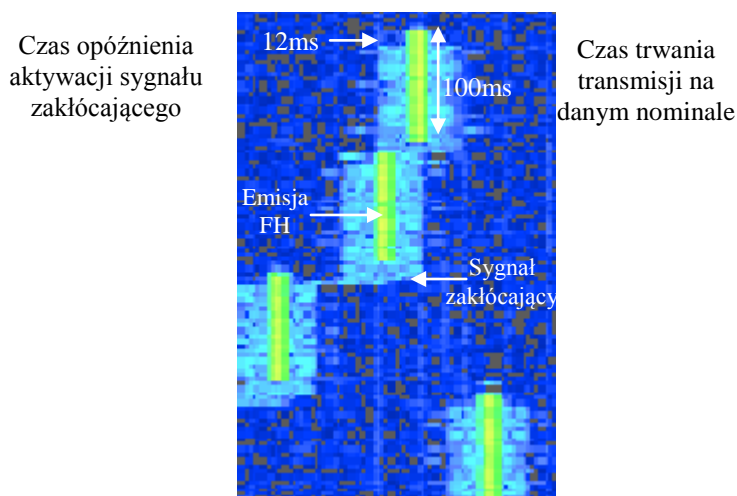 Czas opóźnienia
aktywacji sygnału
zakłócającego
12ms
100ms
Czas trwania
transmisji na
danym nominale
Emisja
FH
Sygnał
zakłócający